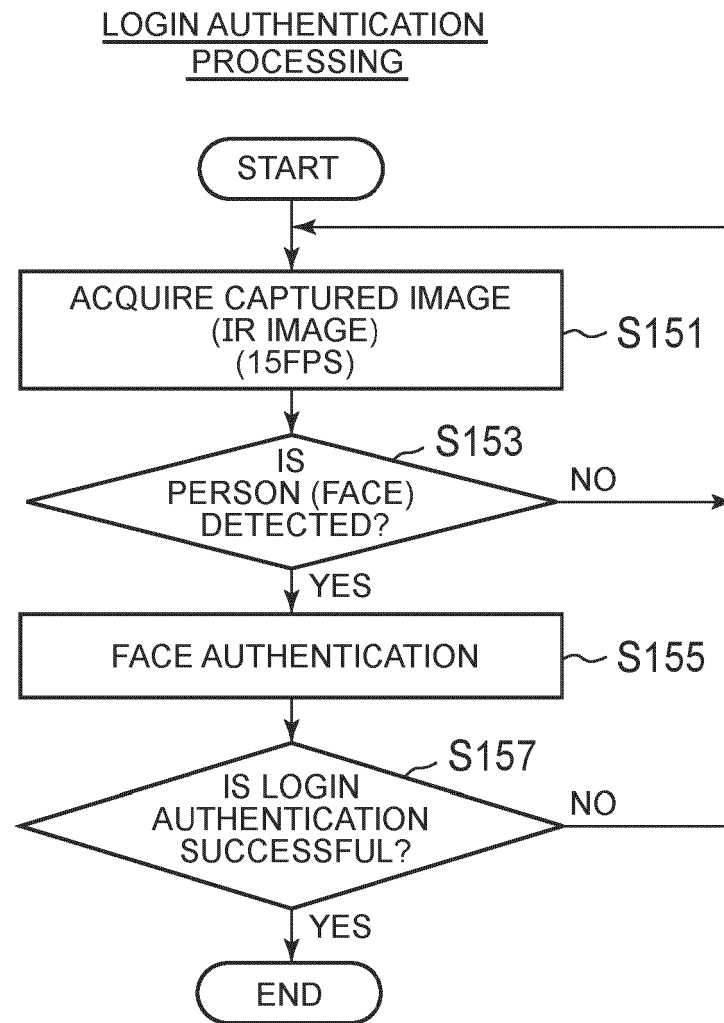 LOGIN AUTHENTICATION
PROCESSING
START
ACQUIRE CAPTURED IMAGE
(IR IMAGE)
(15FPS)
S151
S153
IS
PERSON (FACE)
DETECTED?
NO
YES
FACE AUTHENTICATION
S155
S157
IS LOGIN
AUTHENTICATION
SUCCESSFUL?
NO
YES
END